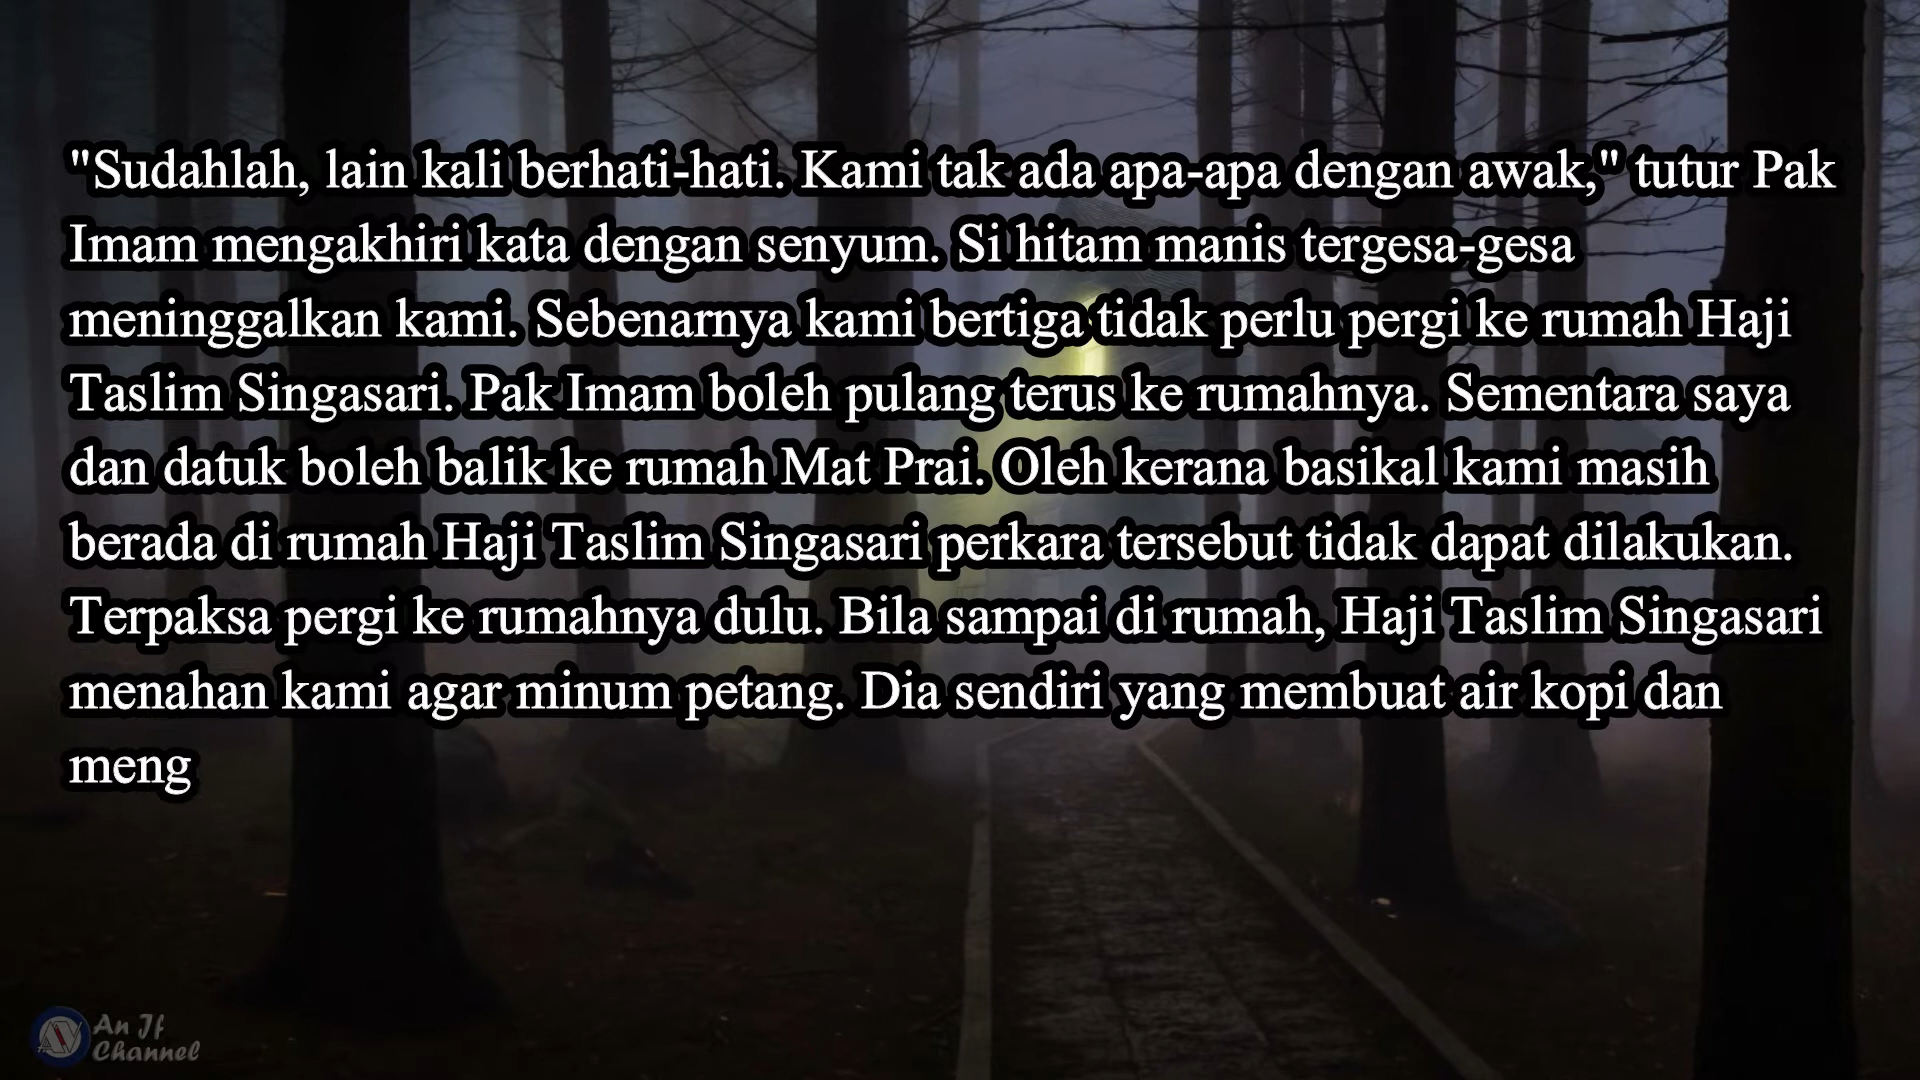 "Sudahlah, lain kali berhati-hati. Kami tak ada apa-apa dengan awak," tutur Pak
Imam mengakhiri kata dengan senyum. Si hitam manis tergesa-gesa
meninggalkan kami. Sebenarnya kami bertiga tidak perlu pergi ke rumah Haji
Taslim Singasari. Pak Imam boleh pulang terus ke rumahnya. Sementara saya
dan datuk boleh balik ke rumah Mat Prai. Oleh kerana basikal kami masih
berada di rumah Haji Taslim Singasari perkara tersebut tidak dapat dilakukan.
Terpaksa pergi ke rumahnya dulu. Bila sampai di rumah, Haji Taslim Singasari
menahan kami agar minum petang. Dia sendiri yang membuat air kopi dan
meng
An Jf
Channel